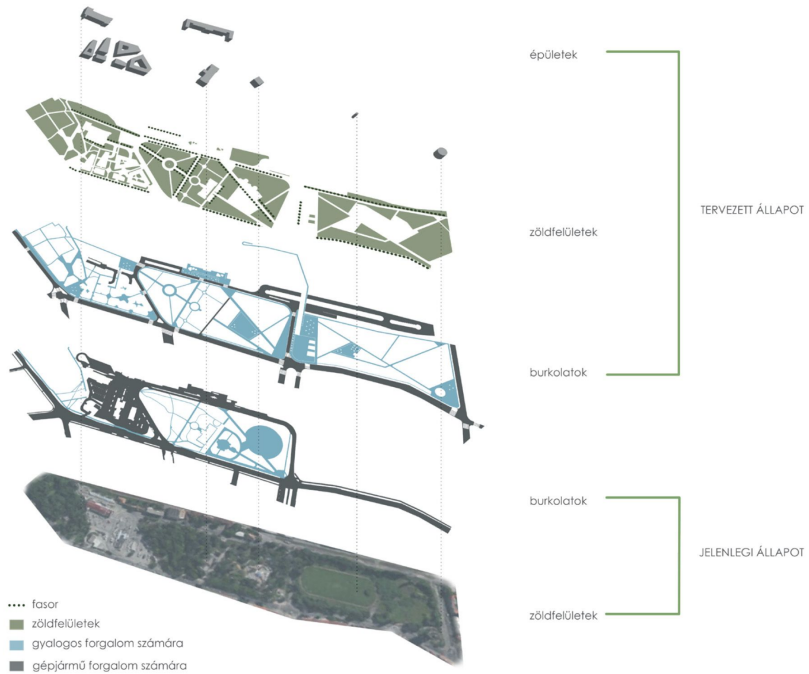 épületek
zöldfelületek
burkolatok
TERVEZETT ÁLLAPOT
burkolatok
zöldfelületek
JELENLEGI ÁLLAPOT
fasor
zöldfelületek
gyalogos forgalom számára
gépjármű forgalom számára